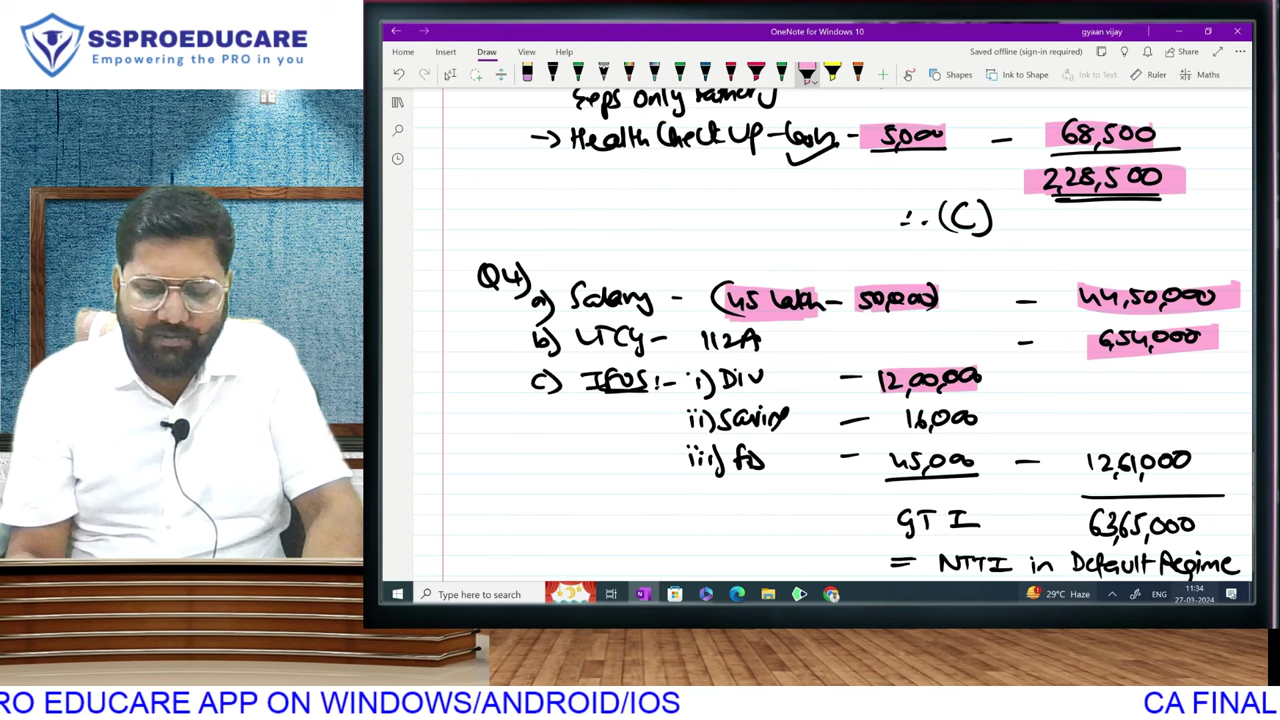 SSPROEDUCARE
Empowering the PRO in you
OneNote for Windows 10
gyaan vijay
Home Insert Draw View Help
Saved offline (sign-in required)
Share
Shapes
Ink to Shape
Ink to Text
Ruler
Maths
only
→ Health Check Up - Cash - 5,000 - 68,500
2,28,500
∴ (C)
Q4) a) Salary - (45 lakh - 50,000) - 44,50,000
b) LTCG - 112A - 6,54,000
c) IFOS:- i) Div - 12,00,000
ii) Saving - 16,000
iii) FD - 45,000 - 12,61,000
GTI 63,65,000
= NTTI in Default Regime
Type here to search
29°C Haze
ENG
11:34
27-03-2024
RO EDUCARE APP ON WINDOWS/ANDROID/IOS
CA FINAL